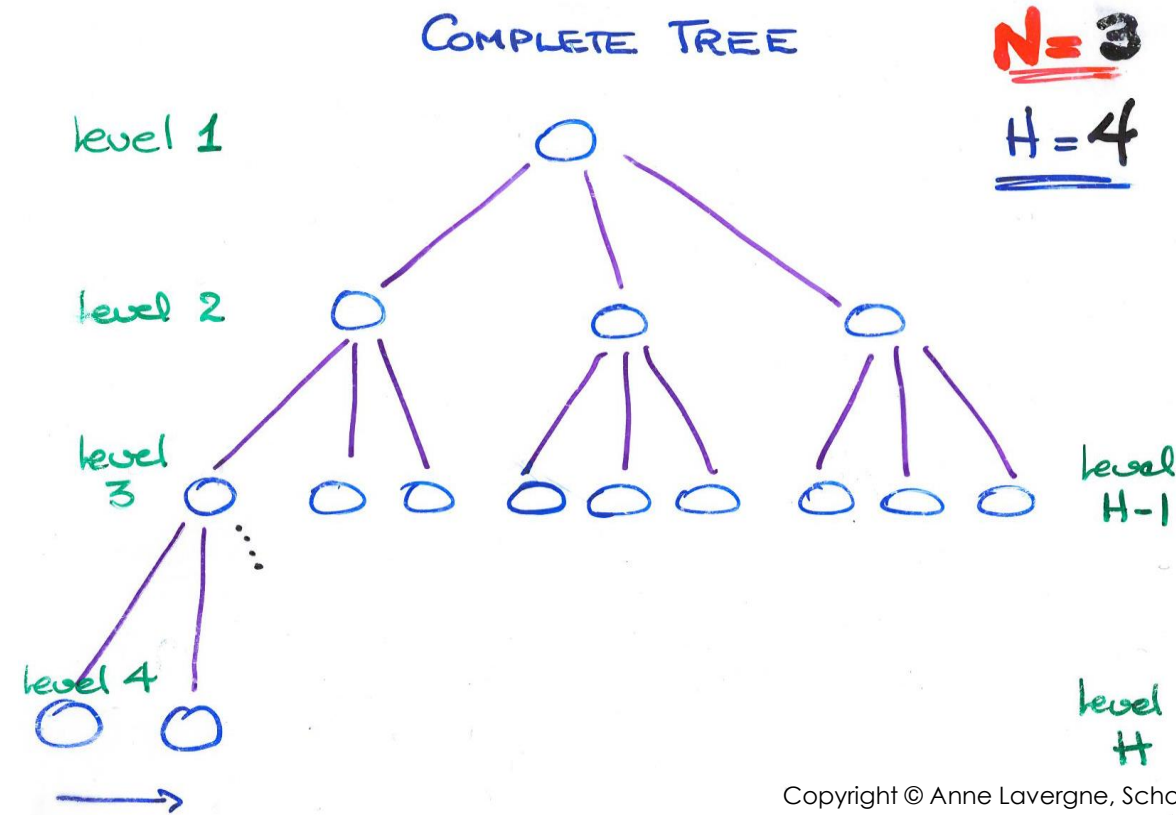 COMPLETE TREE
N= 3
H = 4
level 1
level 2
level
3
level
H-1
level 4
level
H
Copyright © Anne Lavergne, Scho